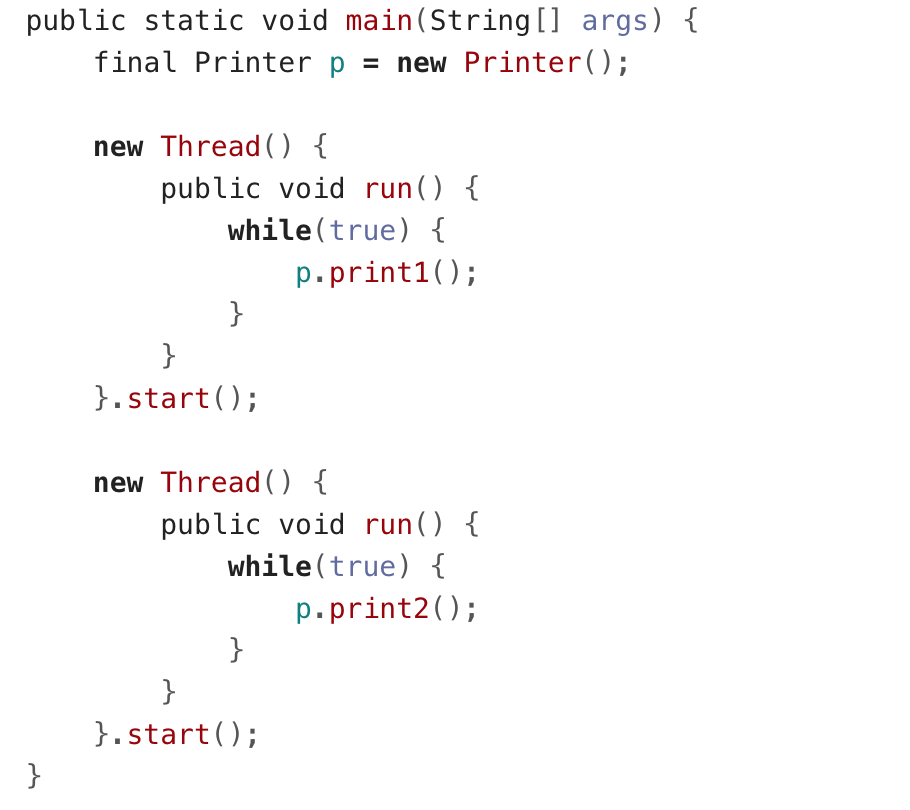 public static void main(String[] args) {
    final Printer p = new Printer();

    new Thread() {
        public void run() {
            while(true) {
                p.print1();
            }
        }
    }.start();

    new Thread() {
        public void run() {
            while(true) {
                p.print2();
            }
        }
    }.start();
}